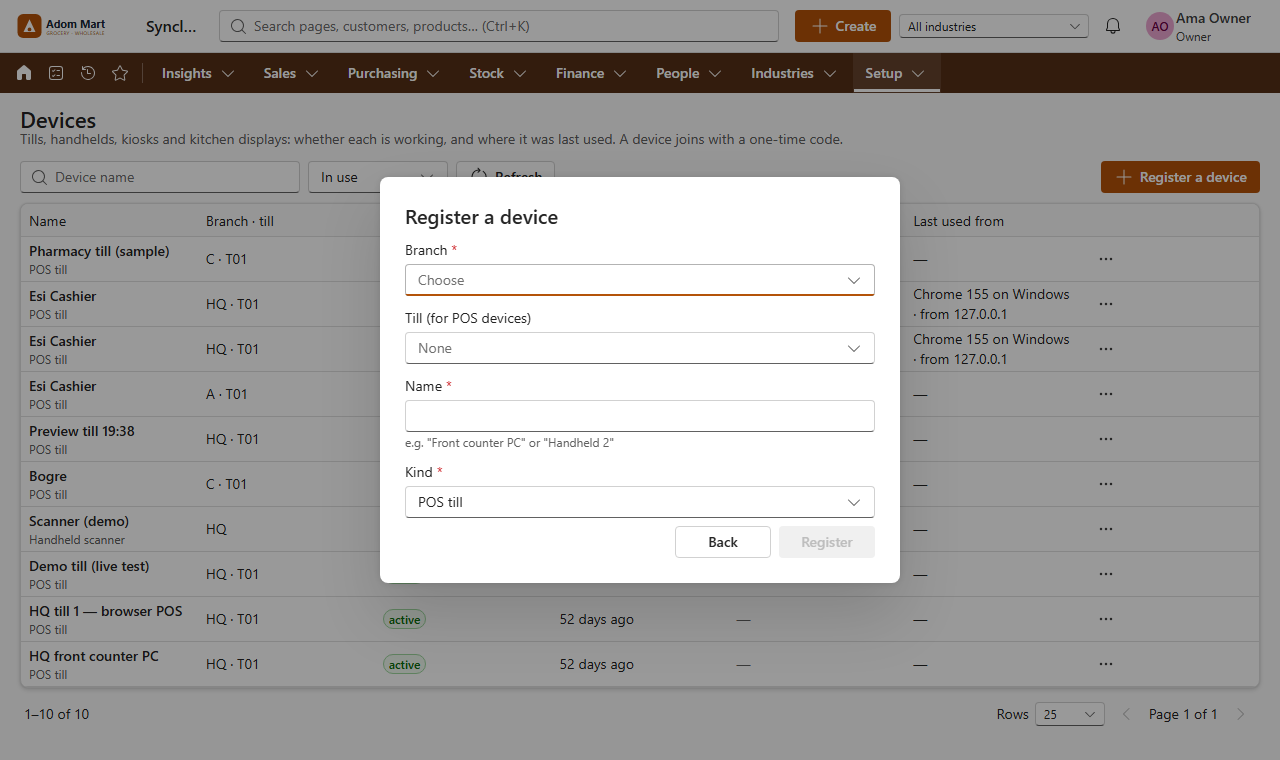 Adom Mart
GROCERY · WHOLESALE
Syncl...
Search pages, customers, products... (Ctrl+K)
Create
All industries
AO
Ama Owner
Owner
Insights
Sales
Purchasing
Stock
Finance
People
Industries
Setup
Devices
Tills, handhelds, kiosks and kitchen displays: whether each is working, and where it was last used. A device joins with a one-time code.
Device name
In use
Refresh
Register a device
Name
Branch · till
Last used from
Pharmacy till (sample)
POS till
C · T01
—
Esi Cashier
POS till
HQ · T01
Chrome 155 on Windows
· from 127.0.0.1
Esi Cashier
POS till
HQ · T01
Chrome 155 on Windows
· from 127.0.0.1
Esi Cashier
POS till
A · T01
—
Preview till 19:38
POS till
HQ · T01
—
Bogre
POS till
C · T01
—
Scanner (demo)
Handheld scanner
HQ
—
Demo till (live test)
POS till
HQ · T01
—
HQ till 1 — browser POS
POS till
HQ · T01
active
52 days ago
—
—
HQ front counter PC
POS till
HQ · T01
active
52 days ago
—
—
1–10 of 10
Rows
25
Page 1 of 1
Register a device
Branch *
Choose
Till (for POS devices)
None
Name *
e.g. "Front counter PC" or "Handheld 2"
Kind *
POS till
Back
Register